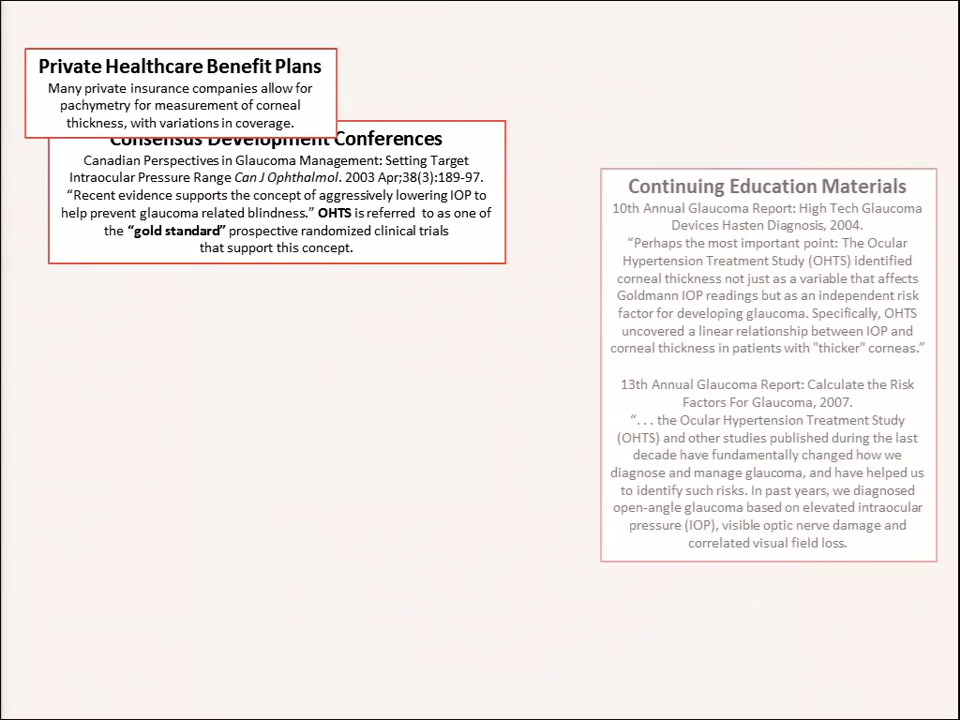 Private Healthcare Benefit Plans
Many private insurance companies allow for
pachymetry for measurement of corneal
thickness, with variations in coverage.
Consensus Development Conferences
Canadian Perspectives in Glaucoma Management: Setting Target
Intraocular Pressure Range Can J Ophthalmol. 2003 Apr;38(3):189-97.
“Recent evidence supports the concept of aggressively lowering IOP to
help prevent glaucoma related blindness.” OHTS is referred to as one of
the “gold standard” prospective randomized clinical trials
that support this concept.
Continuing Education Materials
10th Annual Glaucoma Report: High Tech Glaucoma
Devices Hasten Diagnosis, 2004.
“Perhaps the most important point: The Ocular
Hypertension Treatment Study (OHTS) identified
corneal thickness not just as a variable that affects
Goldmann IOP readings but as an independent risk
factor for developing glaucoma. Specifically, OHTS
uncovered a linear relationship between IOP and
corneal thickness in patients with "thicker" corneas.”
13th Annual Glaucoma Report: Calculate the Risk
Factors For Glaucoma, 2007.
“. . . the Ocular Hypertension Treatment Study
(OHTS) and other studies published during the last
decade have fundamentally changed how we
diagnose and manage glaucoma, and have helped us
to identify such risks. In past years, we diagnosed
open-angle glaucoma based on elevated intraocular
pressure (IOP), visible optic nerve damage and
correlated visual field loss.